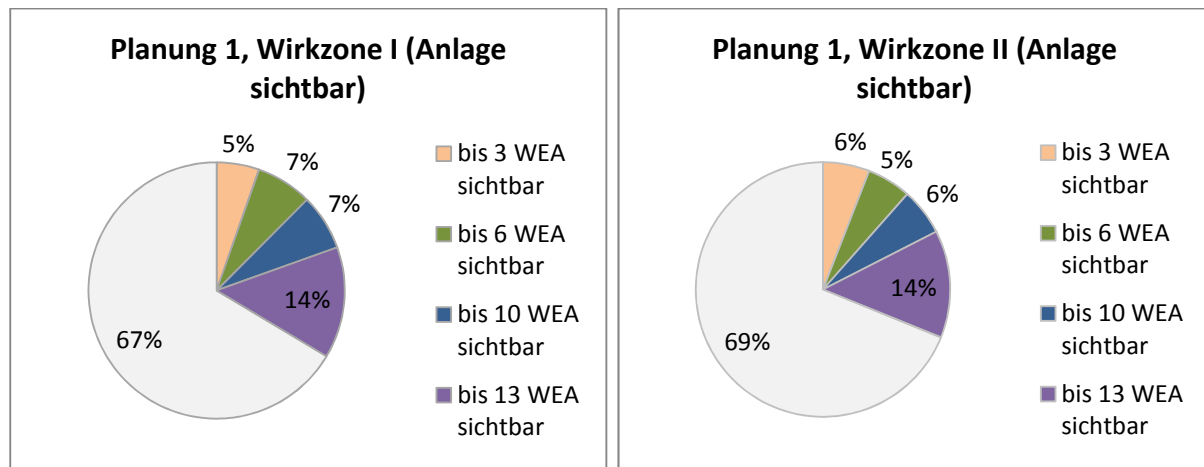 Planung 1, Wirkzone I (Anlage
sichtbar)
5%
7%
7%
14%
67%
bis 3 WEA
sichtbar
bis 6 WEA
sichtbar
bis 10 WEA
sichtbar
bis 13 WEA
sichtbar
Planung 1, Wirkzone II (Anlage
sichtbar)
6%
5%
6%
14%
69%
bis 3 WEA
sichtbar
bis 6 WEA
sichtbar
bis 10 WEA
sichtbar
bis 13 WEA
sichtbar